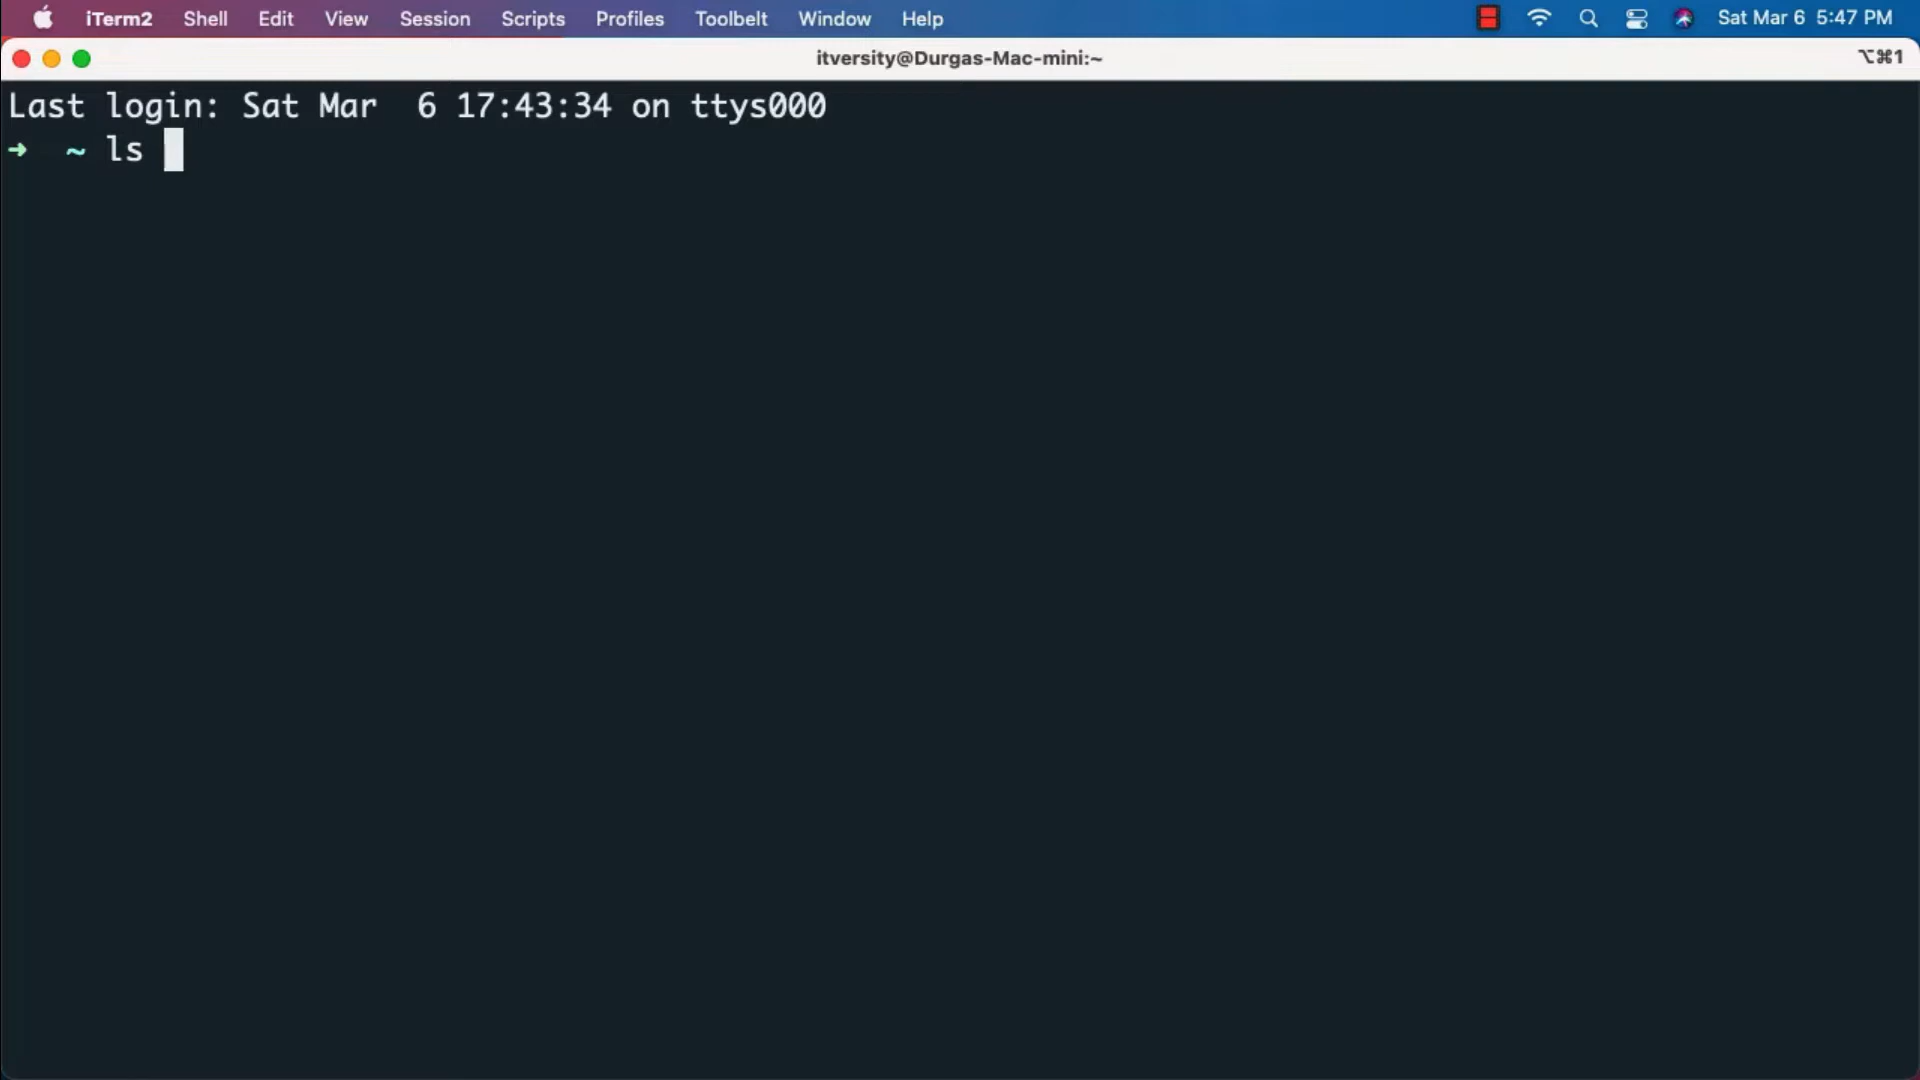 iTerm2 Shell Edit View Session Scripts Profiles Toolbelt Window Help Sat Mar 6 5:47 PM
itversity@Durgas-Mac-mini:~ ⌥⌘1
Last login: Sat Mar  6 17:43:34 on ttys000
➜  ~ ls